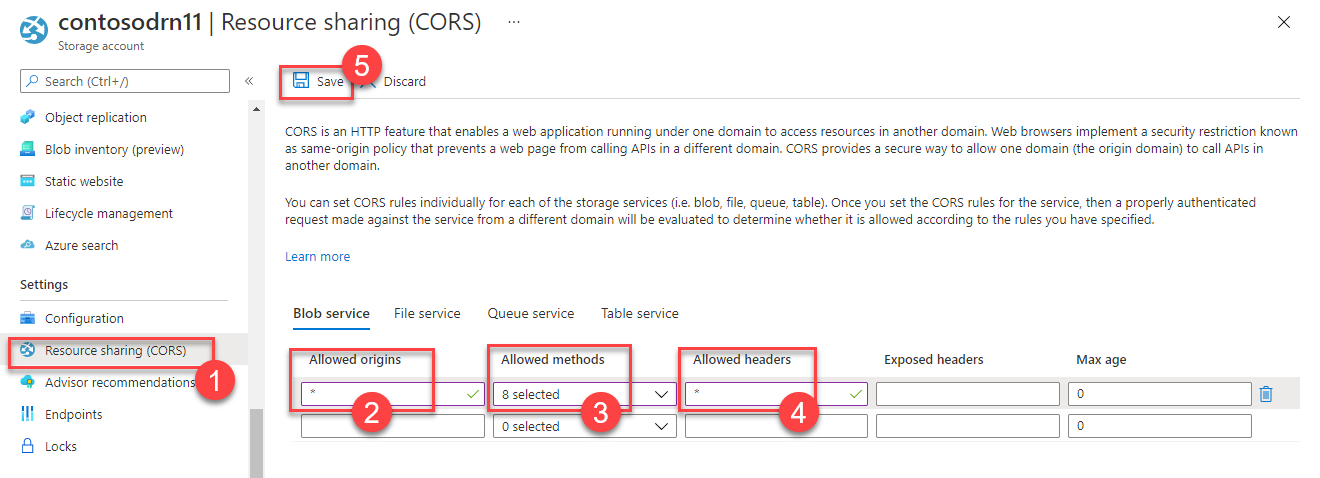 contosodrn11 | Resource sharing (CORS) ...
Storage account
Search (Ctrl+/) «
Object replication
Blob inventory (preview)
Static website
Lifecycle management
Azure search
Settings
Configuration
Resource sharing (CORS)
1
Advisor recommendations
Endpoints
Locks
Save 5 Discard
CORS is an HTTP feature that enables a web application running under one domain to access resources in another domain. Web browsers implement a security restriction known
as same-origin policy that prevents a web page from calling APIs in a different domain. CORS provides a secure way to allow one domain (the origin domain) to call APIs in
another domain.
You can set CORS rules individually for each of the storage services (i.e. blob, file, queue, table). Once you set the CORS rules for the service, then a properly authenticated
request made against the service from a different domain will be evaluated to determine whether it is allowed according to the rules you have specified.
Learn more
Blob service File service Queue service Table service
Allowed origins Allowed methods Allowed headers Exposed headers Max age
* 8 selected * 0
2 3 4
0 selected 0